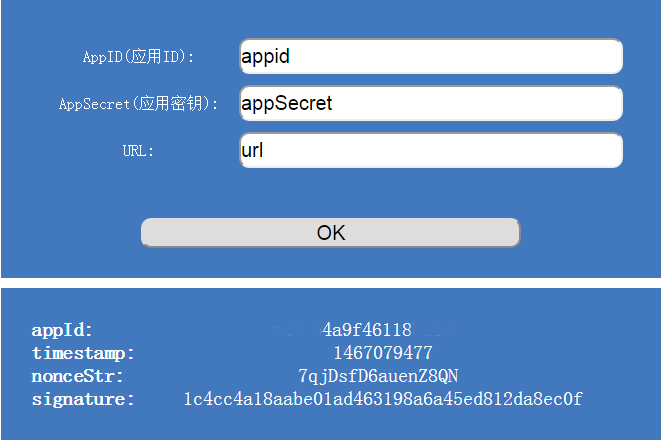 AppID(应用ID): appid
AppSecret(应用密钥): appSecret
URL: url
OK
appId: 4a9f46118
timestamp: 1467079477
nonceStr: 7qjDsfD6auenZ8QN
signature: 1c4cc4a18aabe01ad463198a6a45ed812da8ec0f